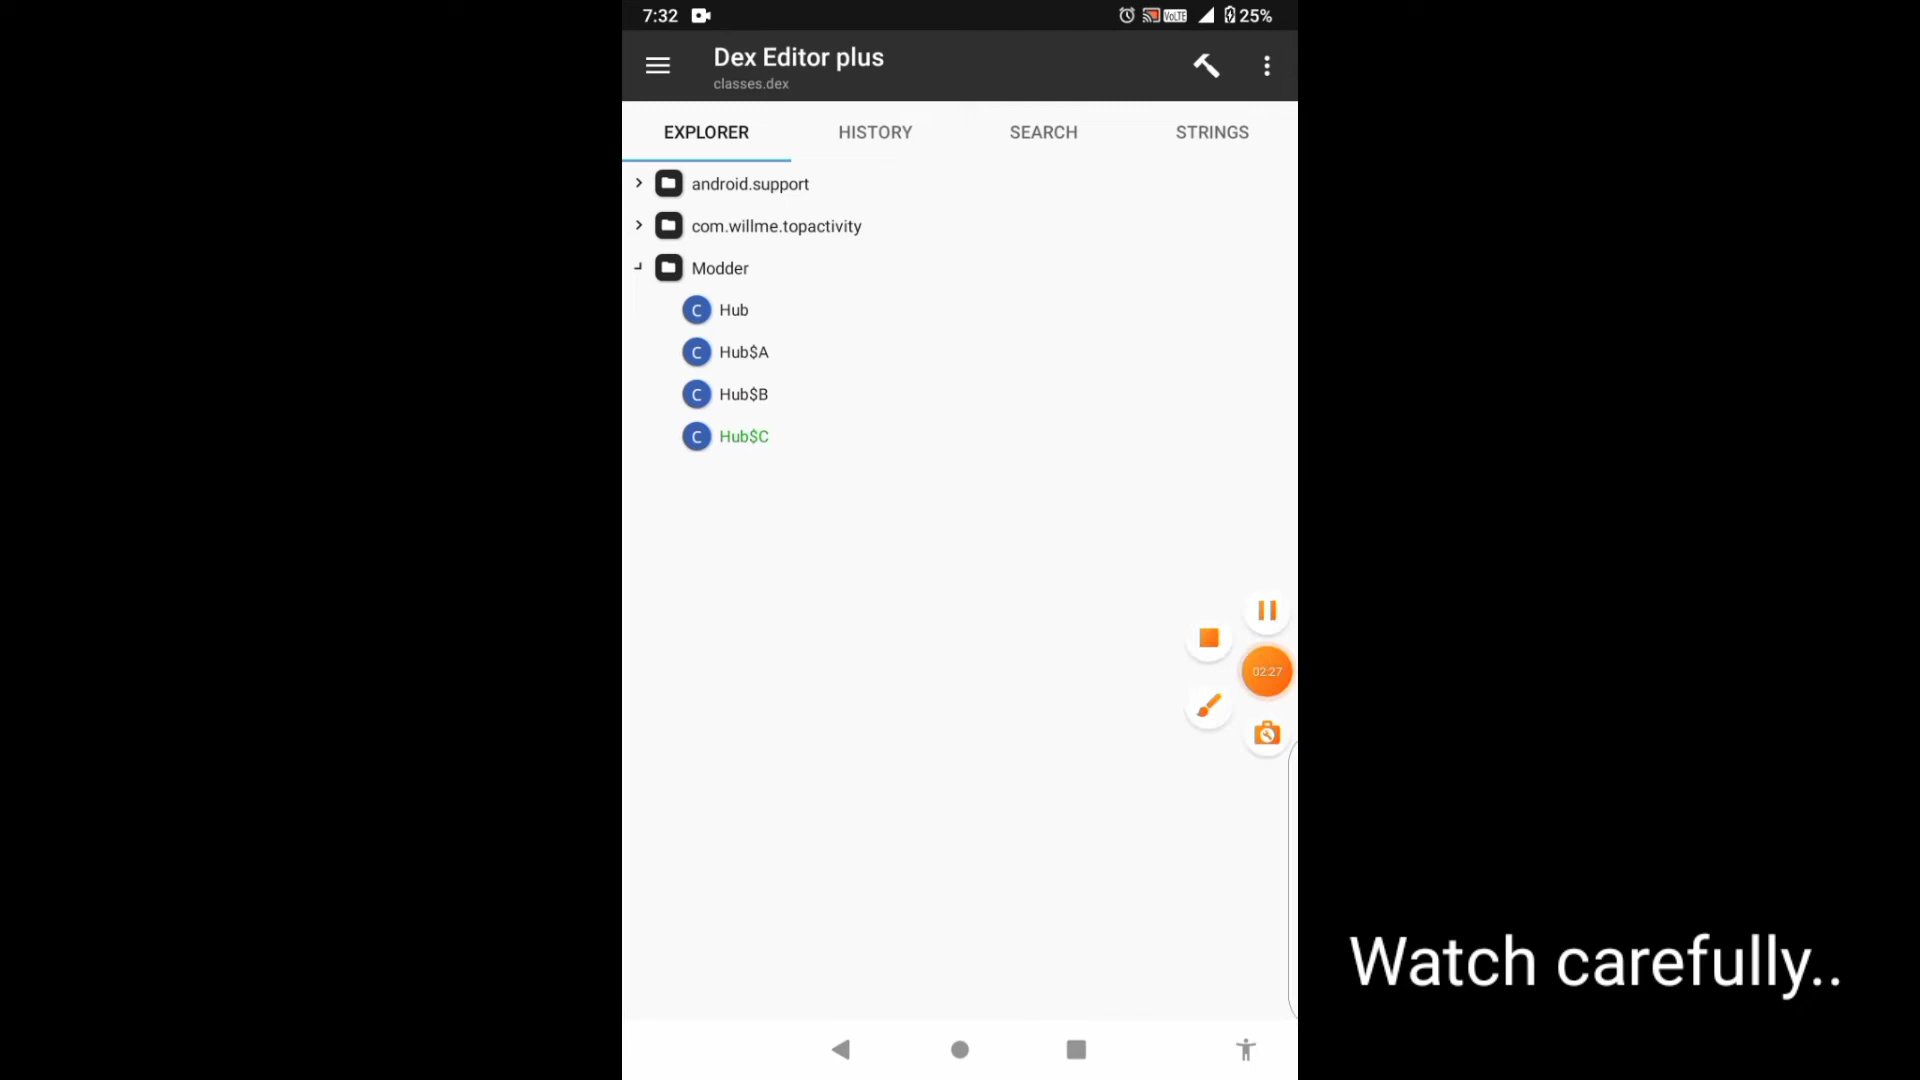 7:32
VoLTE
25%
Dex Editor plus
classes.dex
EXPLORER
HISTORY
SEARCH
STRINGS
android.support
com.willme.topactivity
Modder
C Hub
C Hub$A
C Hub$B
C Hub$C
02:27
Watch carefully..